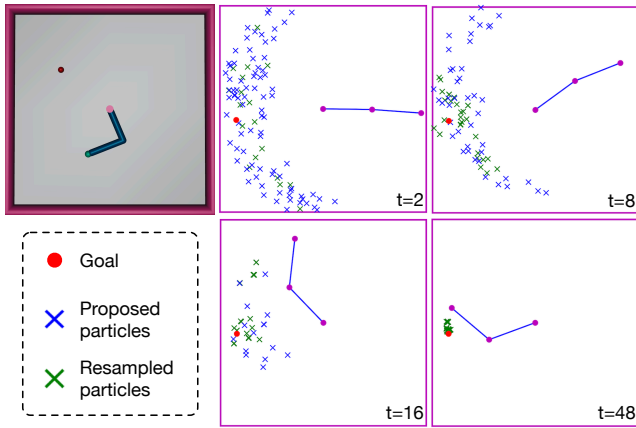 t=2
t=8
Goal
Proposed
particles
Resampled
particles
t=16
t=48